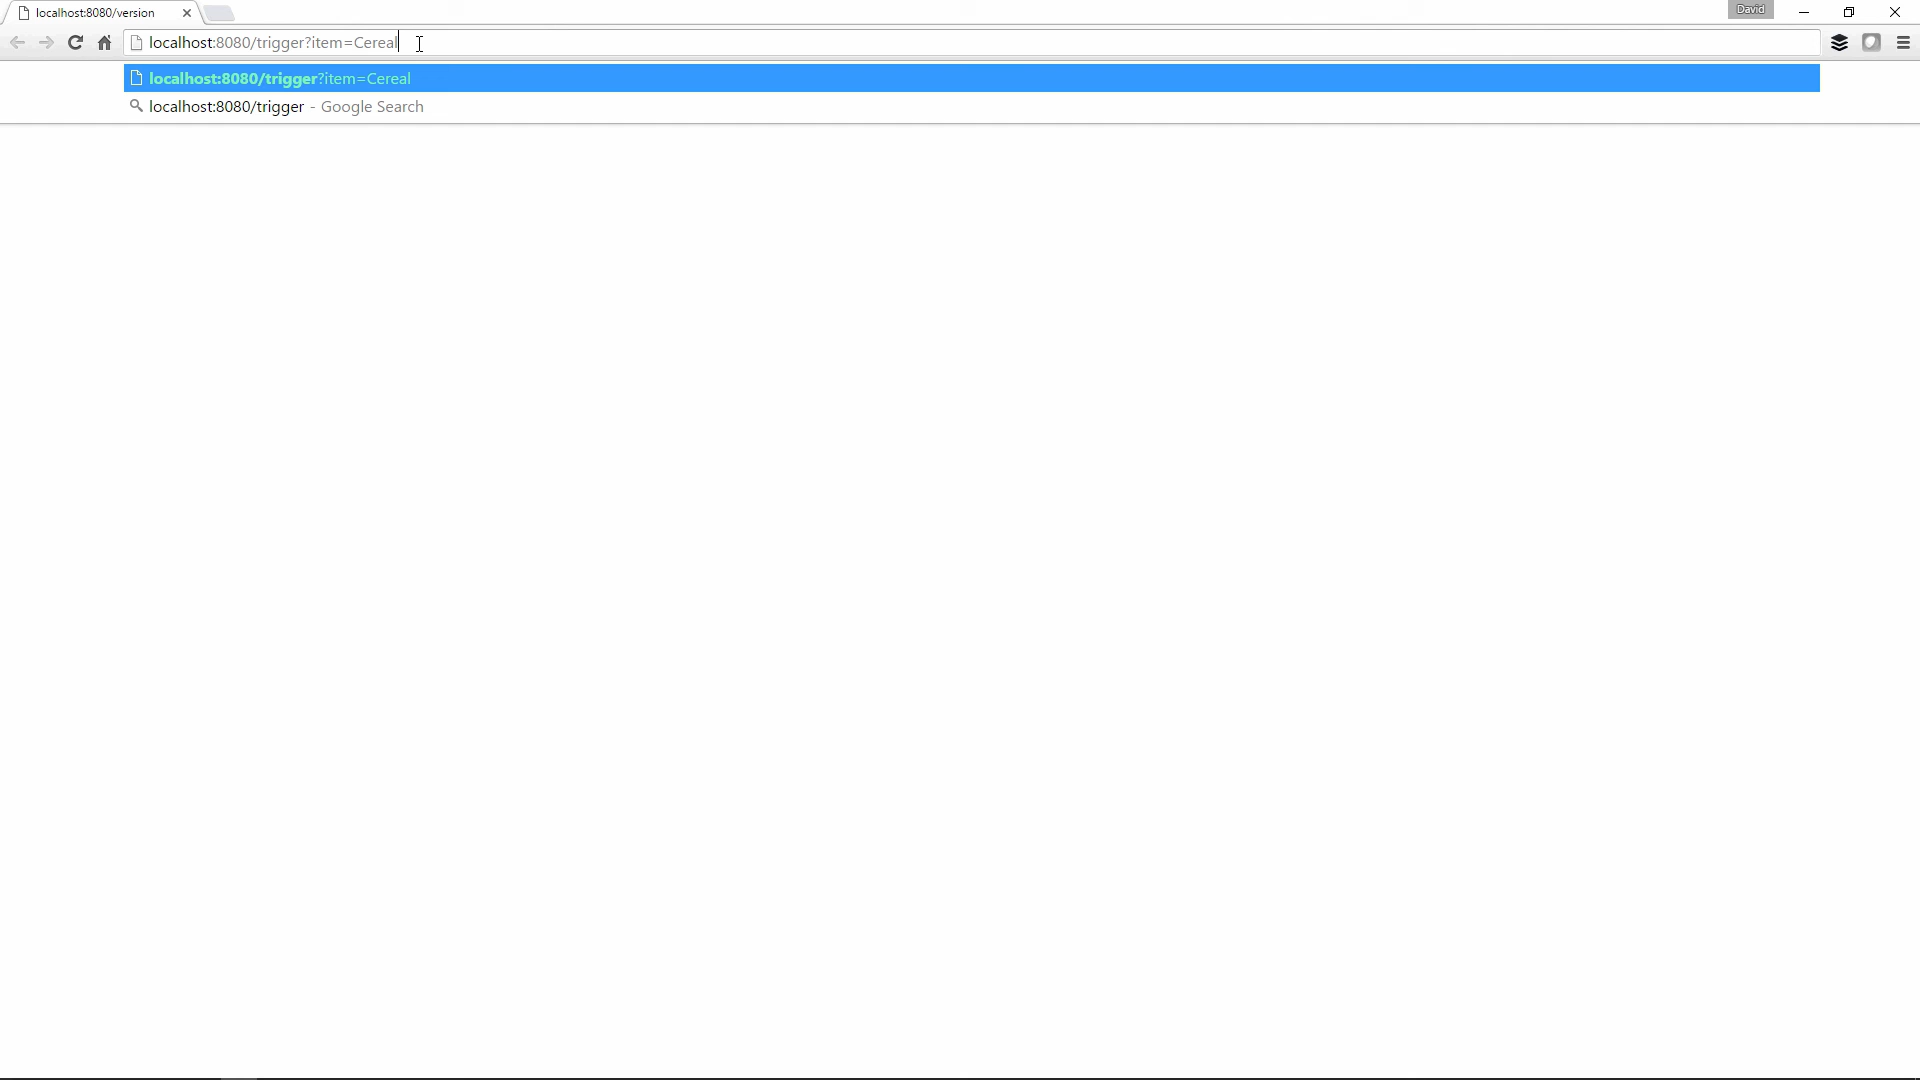 localhost:8080/version
David
localhost:8080/trigger?item=Cereal
localhost:8080/trigger?item=Cereal
localhost:8080/trigger - Google Search